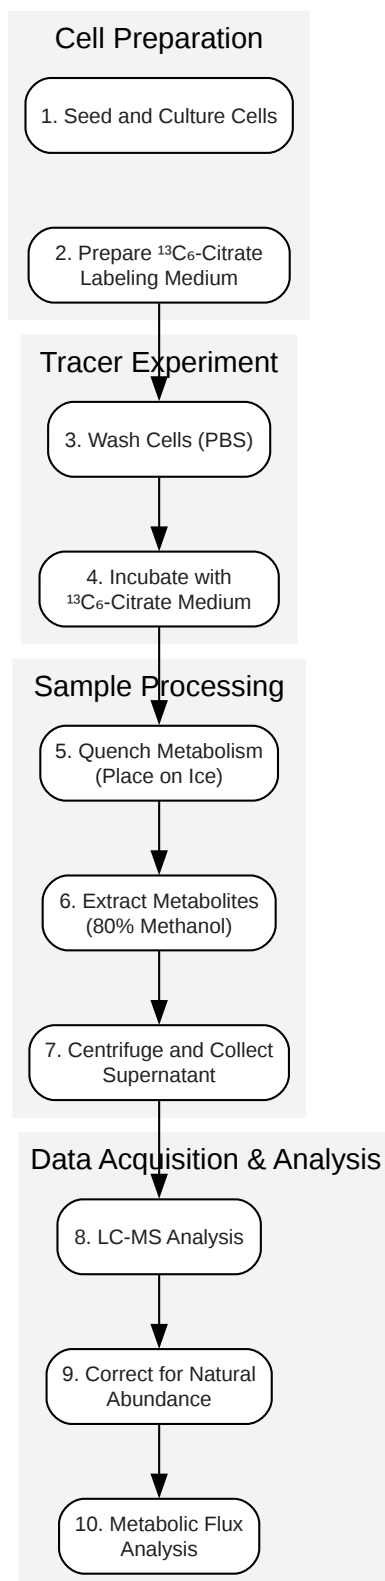 Cell Preparation
1. Seed and Culture Cells
2. Prepare ¹³C₆-Citrate
Labeling Medium
Tracer Experiment
3. Wash Cells (PBS)
4. Incubate with
¹³C₆-Citrate Medium
Sample Processing
5. Quench Metabolism
(Place on Ice)
6. Extract Metabolites
(80% Methanol)
7. Centrifuge and Collect
Supernatant
Data Acquisition & Analysis
8. LC-MS Analysis
9. Correct for Natural
Abundance
10. Metabolic Flux
Analysis